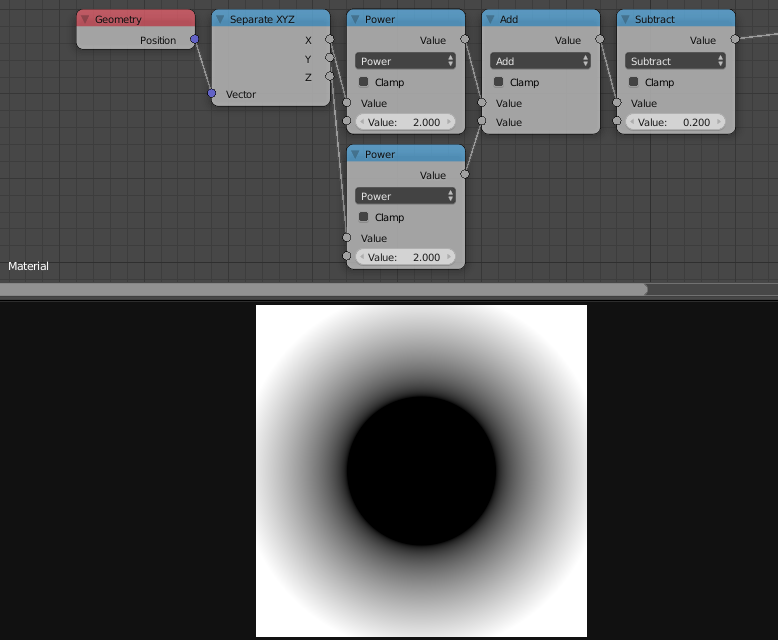 Geometry
Position
Separate XYZ
X
Y
Z
Vector
Power
Value
Power
Clamp
Value
Value: 2.000
Add
Value
Add
Clamp
Value
Value
Subtract
Value
Subtract
Clamp
Value
Value: 0.200
Power
Value
Power
Clamp
Value
Value: 2.000
Material